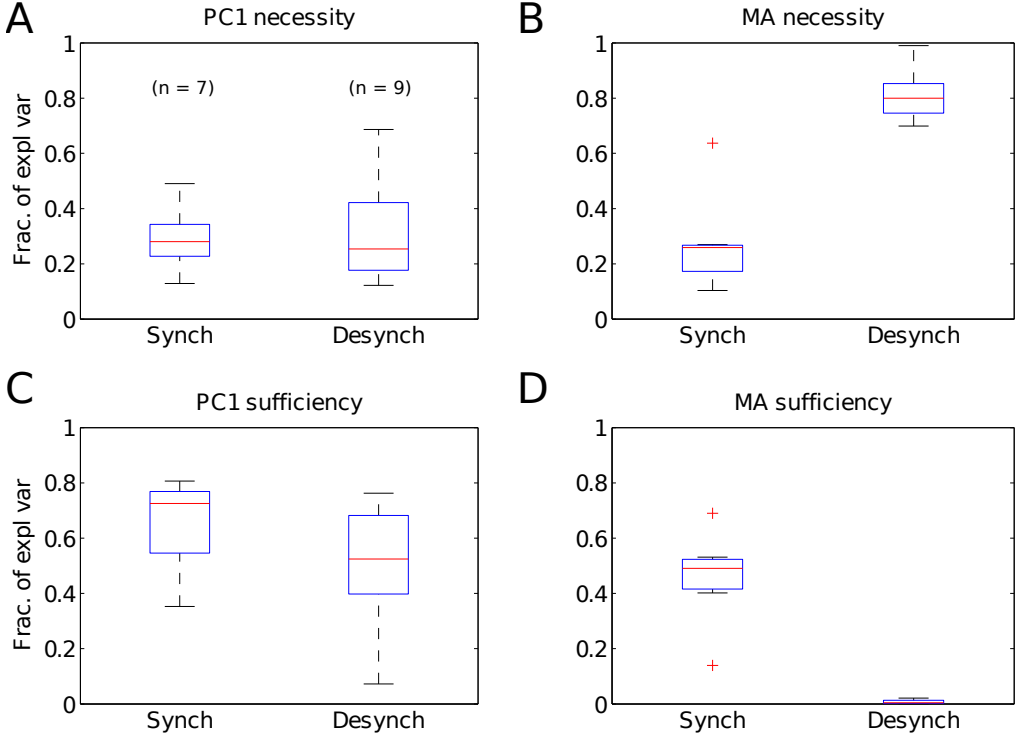 A
PC1 necessity
Frac. of expl var
1
0.8
0.6
0.4
0.2
0
(n = 7)
(n = 9)
Synch
Desynch
B
MA necessity
1
0.8
0.6
0.4
0.2
0
Synch
Desynch
C
PC1 sufficiency
Frac. of expl var
1
0.8
0.6
0.4
0.2
0
Synch
Desynch
D
MA sufficiency
1
0.8
0.6
0.4
0.2
0
Synch
Desynch